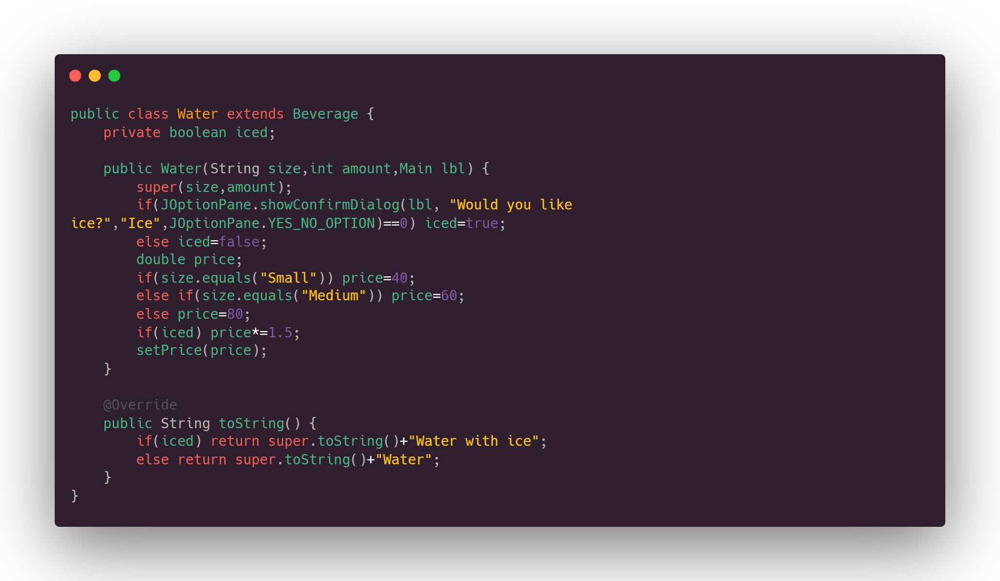 public class Water extends Beverage {
    private boolean iced;

    public Water(String size,int amount,Main lbl) {
        super(size,amount);
        if(JOptionPane.showConfirmDialog(lbl, "Would you like
ice?","Ice",JOptionPane.YES_NO_OPTION)==0) iced=true;
        else iced=false;
        double price;
        if(size.equals("Small")) price=40;
        else if(size.equals("Medium")) price=60;
        else price=80;
        if(iced) price*=1.5;
        setPrice(price);
    }

    @Override
    public String toString() {
        if(iced) return super.toString()+"Water with ice";
        else return super.toString()+"Water";
    }
}